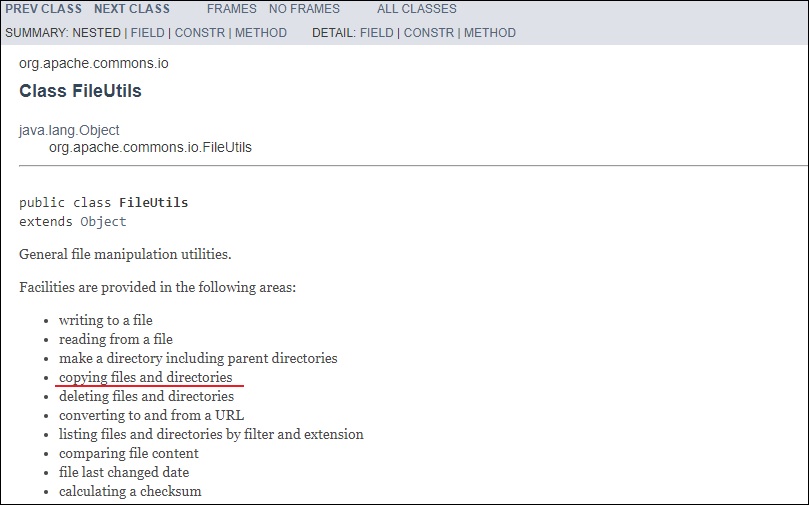 PREV CLASS NEXT CLASS FRAMES NO FRAMES ALL CLASSES
SUMMARY: NESTED | FIELD | CONSTR | METHOD DETAIL: FIELD | CONSTR | METHOD
org.apache.commons.io
Class FileUtils
java.lang.Object
org.apache.commons.io.FileUtils
public class FileUtils
extends Object
General file manipulation utilities.
Facilities are provided in the following areas:
• writing to a file
• reading from a file
• make a directory including parent directories
• copying files and directories
• deleting files and directories
• converting to and from a URL
• listing files and directories by filter and extension
• comparing file content
• file last changed date
• calculating a checksum